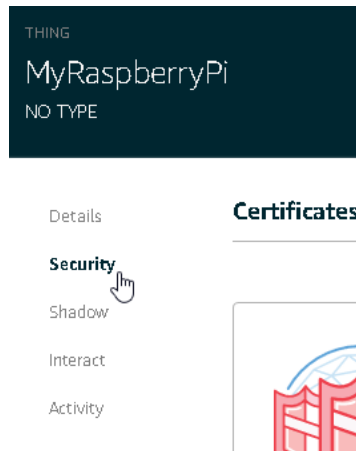 THING
MyRaspberryPi
NO TYPE
Details
Certificates
Security
Shadow
Interact
Activity